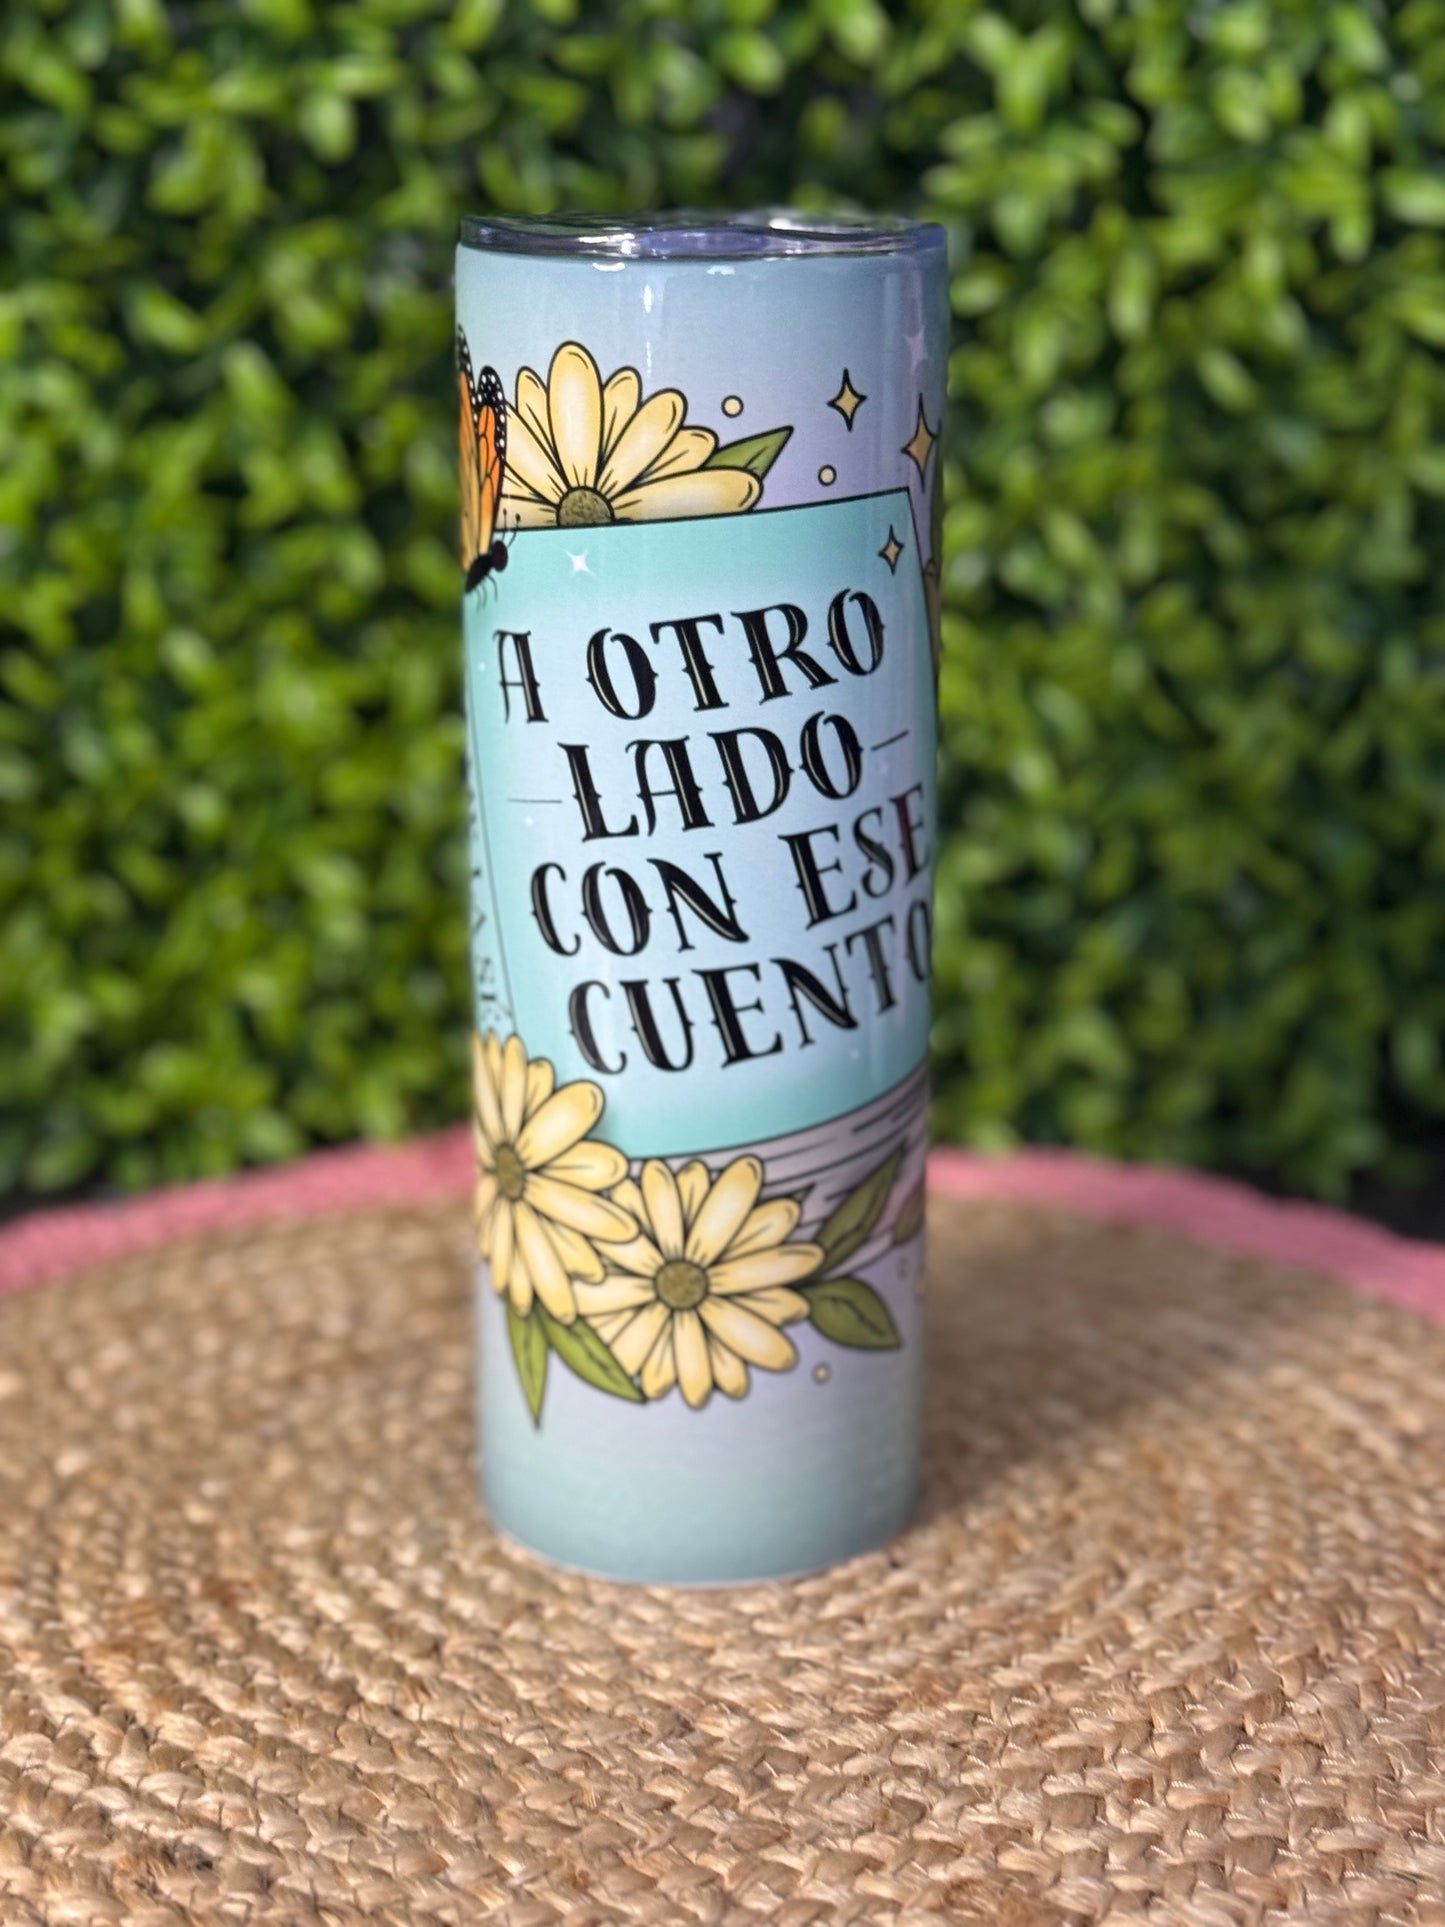 A OTRO
LADO
CON ESE
CUENTO